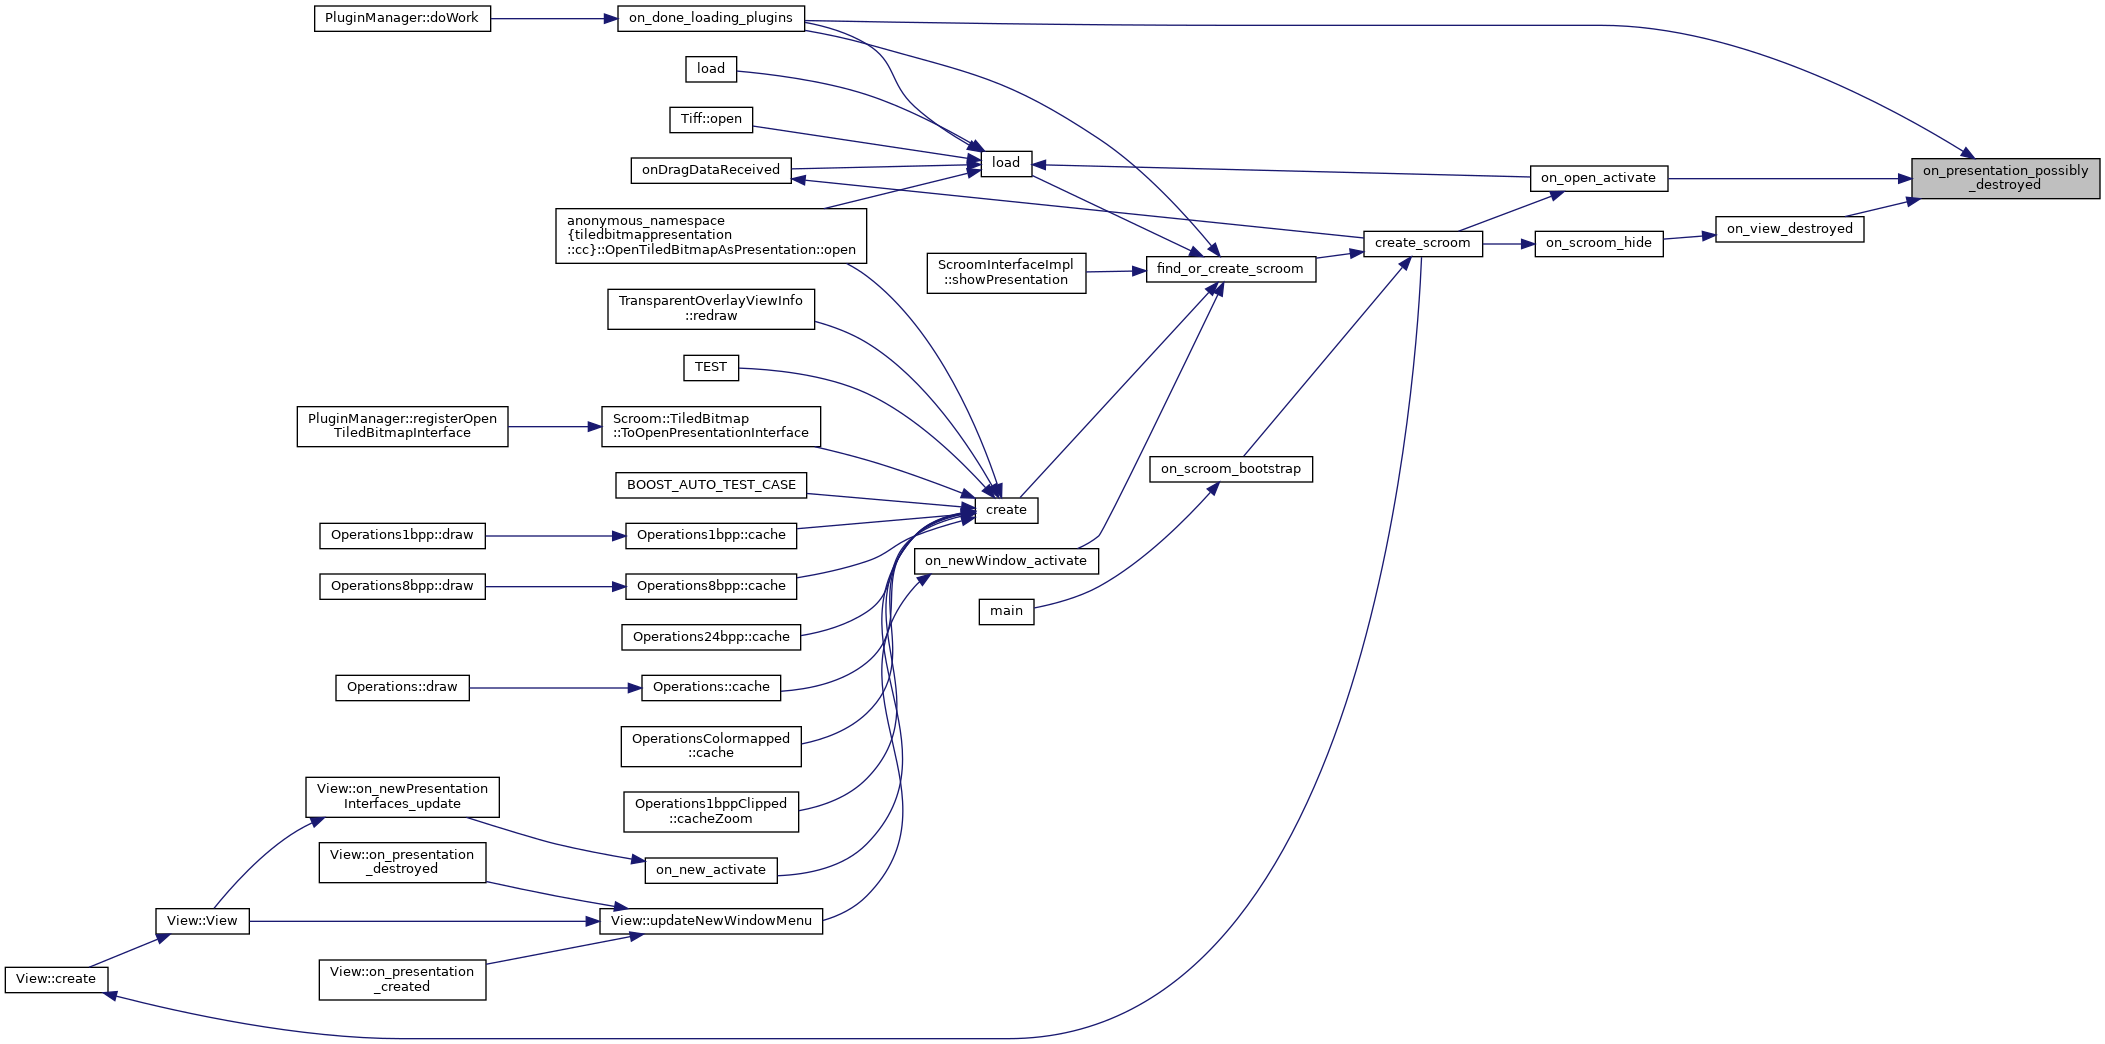 PluginManager::doWork
on_done_loading_plugins
load
Tiff::open
onDragDataReceived
load
on_open_activate
on_presentation_possibly
_destroyed
anonymous_namespace
{tiledbitmappresentation
::cc}::OpenTiledBitmapAsPresentation::open
create_scroom
on_scroom_hide
on_view_destroyed
ScroomInterfaceImpl
::showPresentation
find_or_create_scroom
TransparentOverlayViewInfo
::redraw
TEST
PluginManager::registerOpen
TiledBitmapInterface
Scroom::TiledBitmap
::ToOpenPresentationInterface
on_scroom_bootstrap
BOOST_AUTO_TEST_CASE
create
Operations1bpp::draw
Operations1bpp::cache
on_newWindow_activate
Operations8bpp::draw
Operations8bpp::cache
main
Operations24bpp::cache
Operations::draw
Operations::cache
OperationsColormapped
::cache
View::on_newPresentation
Interfaces_update
Operations1bppClipped
::cacheZoom
View::on_presentation
_destroyed
on_new_activate
View::View
View::updateNewWindowMenu
View::create
View::on_presentation
_created